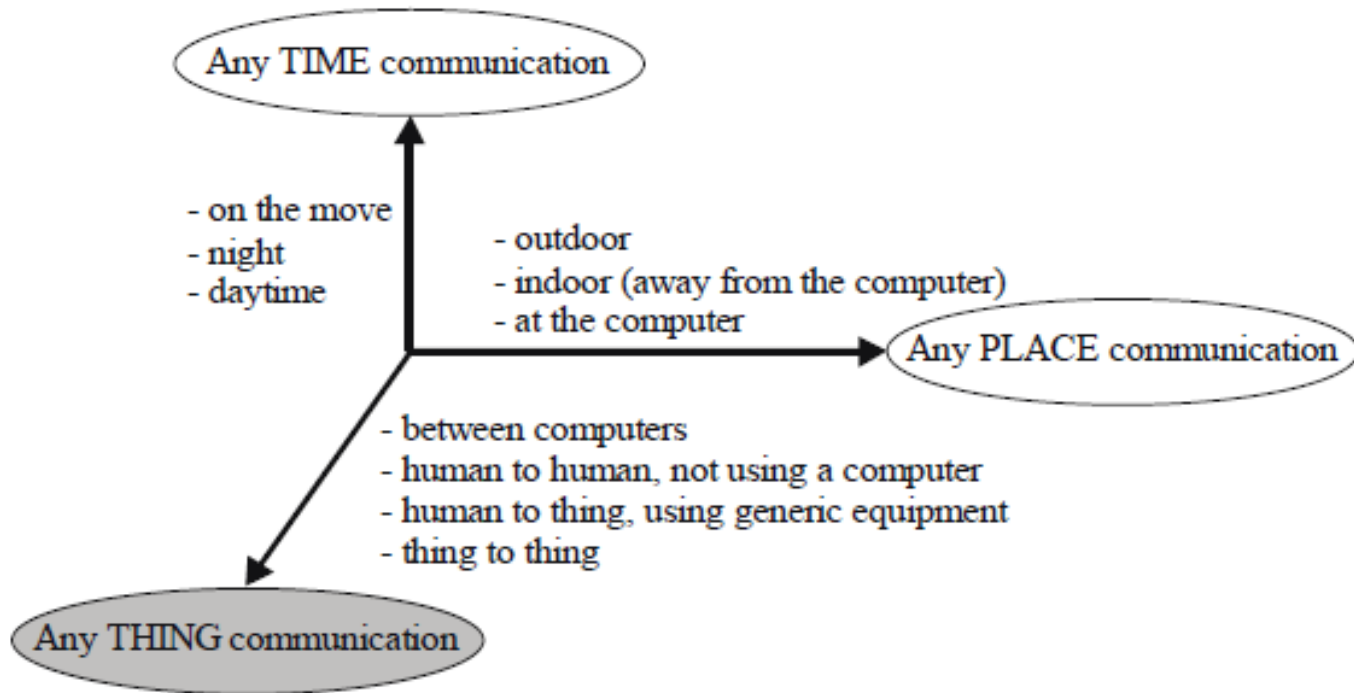 Any TIME communication
- on the move
- night
- daytime
- outdoor
- indoor (away from the computer)
- at the computer
Any PLACE communication
- between computers
- human to human, not using a computer
- human to thing, using generic equipment
- thing to thing
Any THING communication